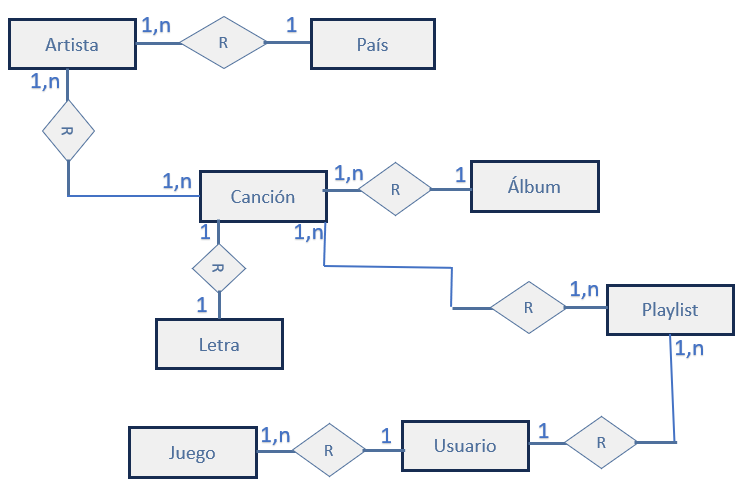 1,n
1
Artista
R
País
1,n
R
1,n
1,n
1
Canción
R
Álbum
1
1,n
R
1
1,n
R
Playlist
Letra
1,n
1,n
1
1
Juego
R
Usuario
R